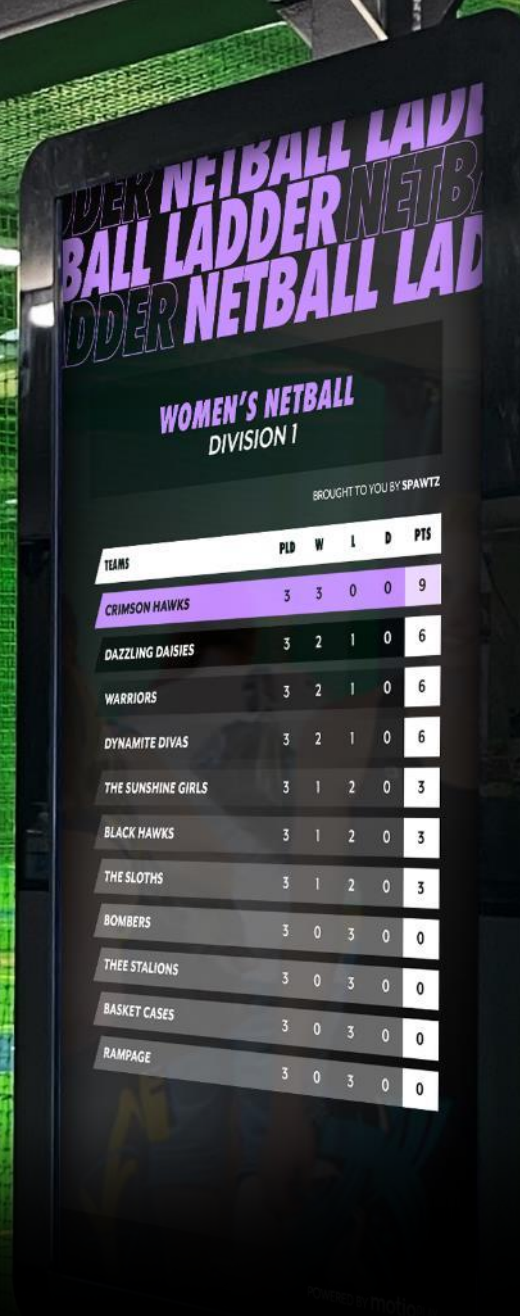 DDER NETBALL LADD
BALL LADDER NETBA
DDER NETBALL LAD
WOMEN'S NETBALL
DIVISION 1
BROUGHT TO YOU BY SPAWTZ
TEAMS PLD W L D PTS
CRIMSON HAWKS 3 3 0 0 9
DAZZLING DAISIES 3 2 1 0 6
WARRIORS 3 2 1 0 6
DYNAMITE DIVAS 3 2 1 0 6
THE SUNSHINE GIRLS 3 1 2 0 3
BLACK HAWKS 3 1 2 0 3
THE SLOTHS 3 1 2 0 3
BOMBERS 3 0 3 0 0
THEE STALIONS 3 0 3 0 0
BASKET CASES 3 0 3 0 0
RAMPAGE 3 0 3 0 0
POWERED BY